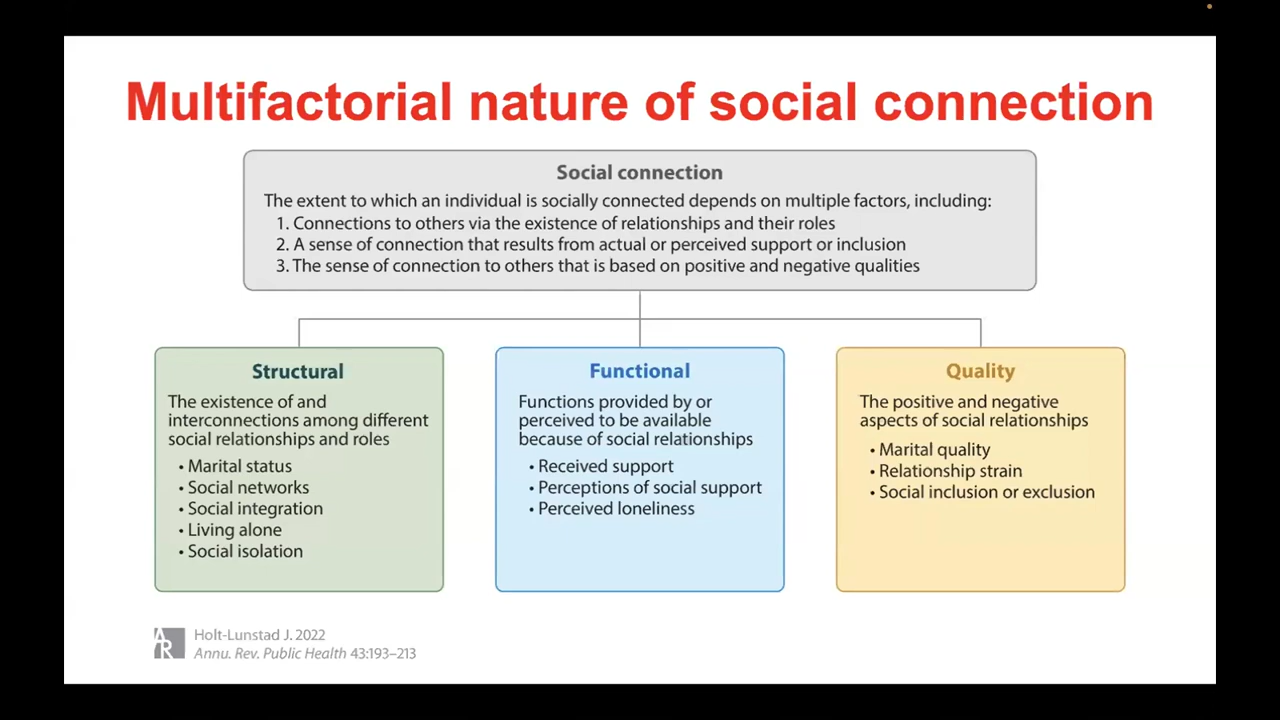 Multifactorial nature of social connection
Social connection
The extent to which an individual is socially connected depends on multiple factors, including:
1. Connections to others via the existence of relationships and their roles
2. A sense of connection that results from actual or perceived support or inclusion
3. The sense of connection to others that is based on positive and negative qualities
Structural
The existence of and
interconnections among different
social relationships and roles
• Marital status
• Social networks
• Social integration
• Living alone
• Social isolation
Functional
Functions provided by or
perceived to be available
because of social relationships
• Received support
• Perceptions of social support
• Perceived loneliness
Quality
The positive and negative
aspects of social relationships
• Marital quality
• Relationship strain
• Social inclusion or exclusion
AR
Holt-Lunstad J. 2022
Annu. Rev. Public Health 43:193–213